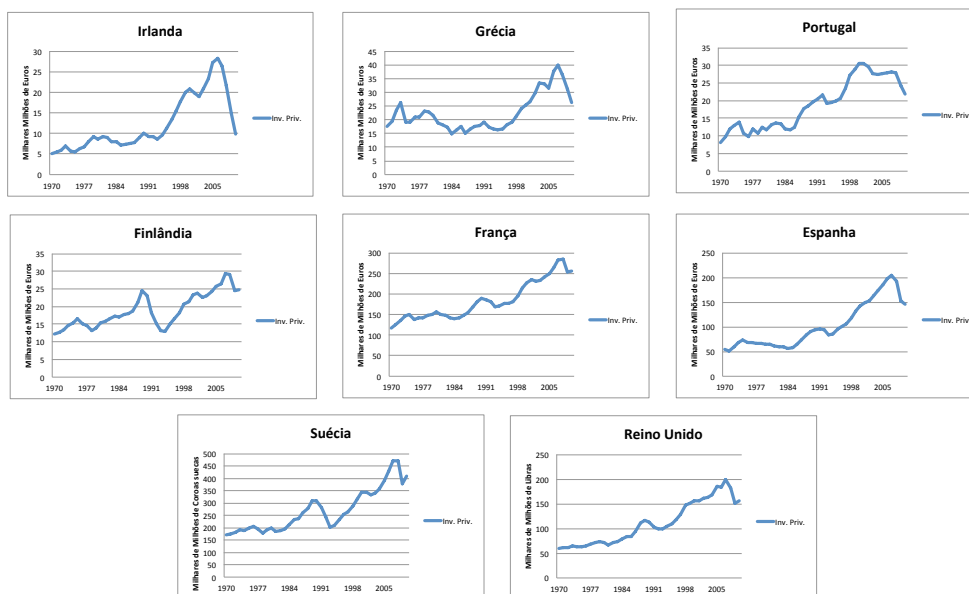 Irlanda
Milhares Milhões de Euros
30
25
20
15
10
5
0
1970 1977 1984 1991 1998 2005
Inv. Priv.
Grécia
Milhares Milhões de Euros
45
40
35
30
25
20
15
10
5
0
1970 1977 1984 1991 1998 2005
Inv. Priv.
Portugal
Milhares de Milhões de Euros
35
30
25
20
15
10
5
0
1970 1977 1984 1991 1998 2005
Inv. Priv.
Finlândia
Milhares de Milhões de Euros
35
30
25
20
15
10
5
0
1970 1977 1984 1991 1998 2005
Inv. Priv.
França
Milhares de Milhões de Euros
300
250
200
150
100
50
0
1970 1977 1984 1991 1998 2005
Inv. Priv.
Espanha
Milhares de Milhões de Euros
250
200
150
100
50
0
1970 1977 1984 1991 1998 2005
Inv. Priv.
Suécia
Milhares de Milhões de Coroas suecas
500
450
400
350
300
250
200
150
100
50
0
1970 1977 1984 1991 1998 2005
Inv. Priv.
Reino Unido
Milhares de Milhões de Libras
250
200
150
100
50
0
1970 1977 1984 1991 1998 2005
Inv. Priv.